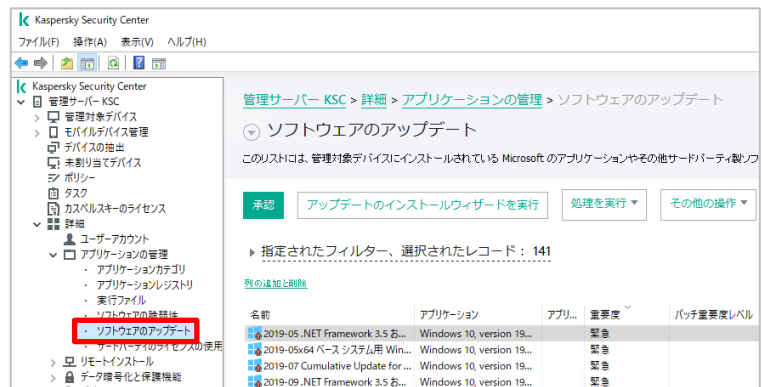 Kaspersky Security Center
ファイル(F) 操作(A) 表示(V) ヘルプ(H)
Kaspersky Security Center
管理サーバー KSC
管理対象デバイス
モバイルデバイス管理
デバイスの抽出
未割り当てデバイス
ポリシー
タスク
カスペルスキーのライセンス
詳細
ユーザーアカウント
アプリケーションの管理
アプリケーションカテゴリ
アプリケーションレジストリ
実行ファイル
ソフトウェアの脆弱性
ソフトウェアのアップデート
サードパーティのライセンスの使用
リモートインストール
データ暗号化と保護機能
管理サーバー KSC > 詳細 > アプリケーションの管理 > ソフトウェアのアップデート
ソフトウェアのアップデート
このリストには、管理対象デバイスにインストールされている Microsoft のアプリケーションやその他サードパーティ製ソフ
承認 アップデートのインストールウィザードを実行 処理を実行 その他の操作
指定されたフィルター、選択されたレコード： 141
列の追加と削除
名前 アプリケーション アプリ... 重要度 パッチ重要度レベル
2019-05 .NET Framework 3.5 お... Windows 10, version 19... 緊急
2019-05x64 ベース システム用 Win... Windows 10, version 19... 緊急
2019-07 Cumulative Update for ... Windows 10, version 19... 緊急
2019-09 .NET Framework 3.5 お... Windows 10, version 19... 緊急